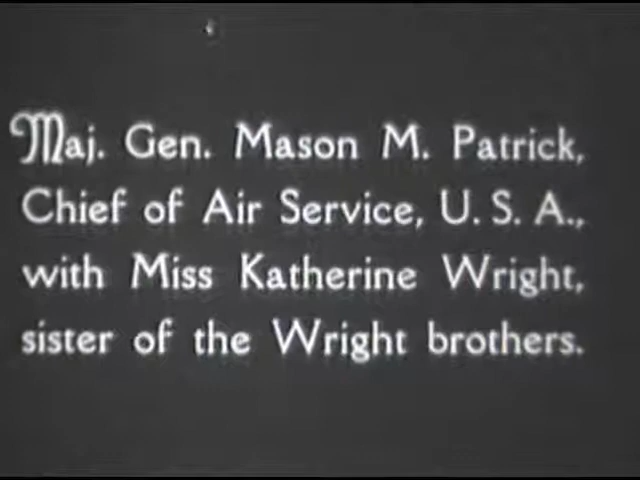 Maj. Gen. Mason M. Patrick,
Chief of Air Service, U. S. A.,
with Miss Katherine Wright,
sister of the Wright brothers.